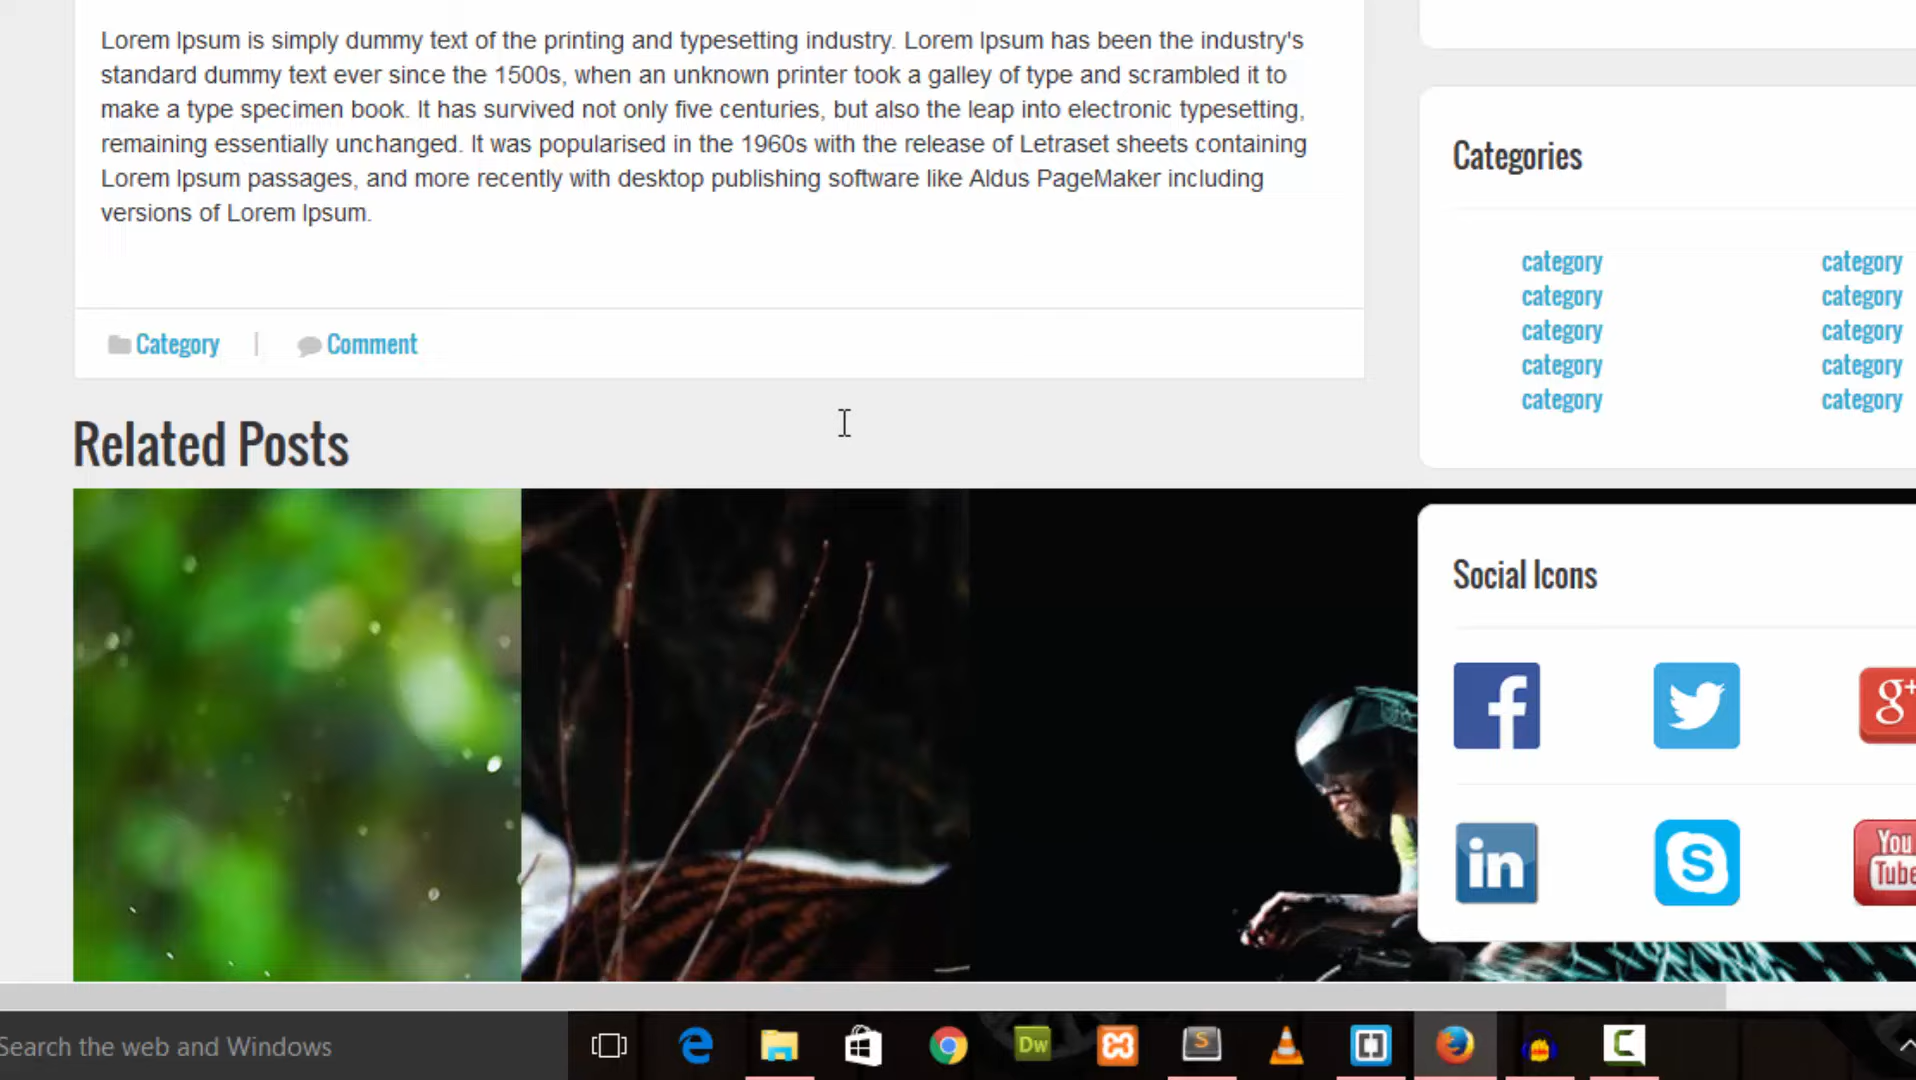 Lorem Ipsum is simply dummy text of the printing and typesetting industry. Lorem Ipsum has been the industry's
standard dummy text ever since the 1500s, when an unknown printer took a galley of type and scrambled it to
make a type specimen book. It has survived not only five centuries, but also the leap into electronic typesetting,
remaining essentially unchanged. It was popularised in the 1960s with the release of Letraset sheets containing
Lorem Ipsum passages, and more recently with desktop publishing software like Aldus PageMaker including
versions of Lorem Ipsum.
Category | Comment
Related Posts
Categories
category category
category category
category category
category category
category category
Social Icons
f
g+
in
S
You
Tube
Search the web and Windows
Dw
S
C